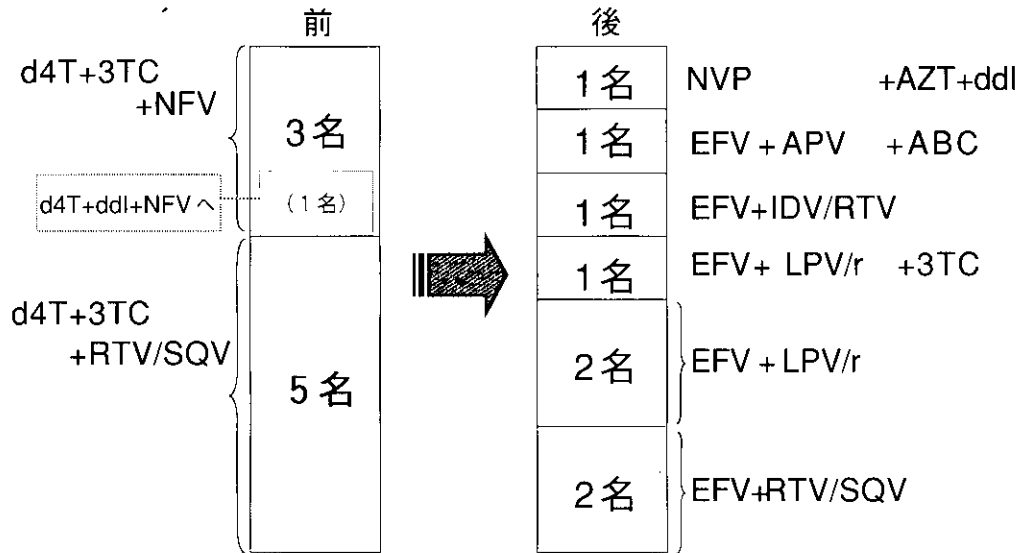 前
d4T+3TC
+NFV
3名
d4T+ddI+NFVへ
(1名)
d4T+3TC
+RTV/SQV
5名
後
1名 NVP +AZT+ddI
1名 EFV+APV +ABC
1名 EFV+IDV/RTV
1名 EFV+ LPV/r +3TC
2名 EFV+LPV/r
2名 EFV+RTV/SQV